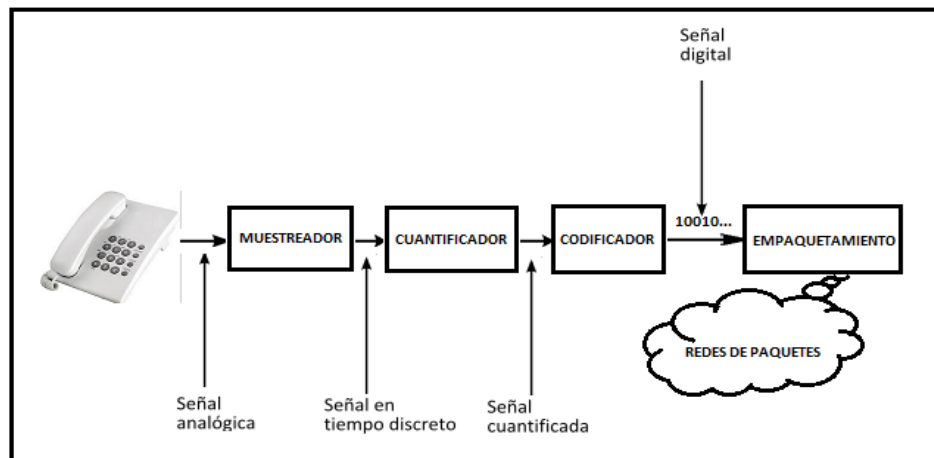 Señal
digital
10010...
MUESTREADOR
CUANTIFICADOR
CODIFICADOR
EMPAQUETAMIENTO
REDES DE PAQUETES
Señal
analógica
Señal en
tiempo discreto
Señal
cuantificada